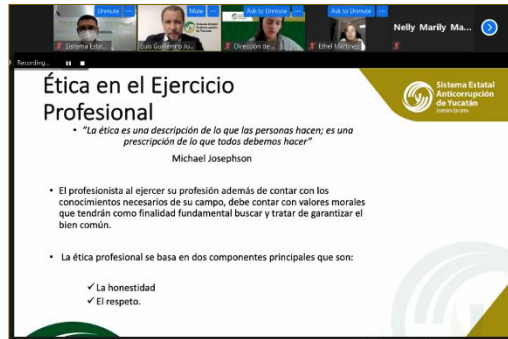 Unmute
Mute
Ask to Unmute
Ask to Unmute
Sistema Estat...
Luis Guillermo Ju...
Dirección de
Ethel Martínez
Nelly Marily Ma...
Recording...
Ética en el Ejercicio
Profesional
Sistema Estatal
Anticorrupción
de Yucatán
• "La ética es una descripción de lo que las personas hacen; es una
prescripción de lo que todos debemos hacer"
Michael Josephson
• El profesionista al ejercer su profesión además de contar con los
conocimientos necesarios de su campo, debe contar con valores morales
que tendrán como finalidad fundamental buscar y tratar de garantizar el
bien común.
• La ética profesional se basa en dos componentes principales que son:
✓ La honestidad
✓ El respeto.